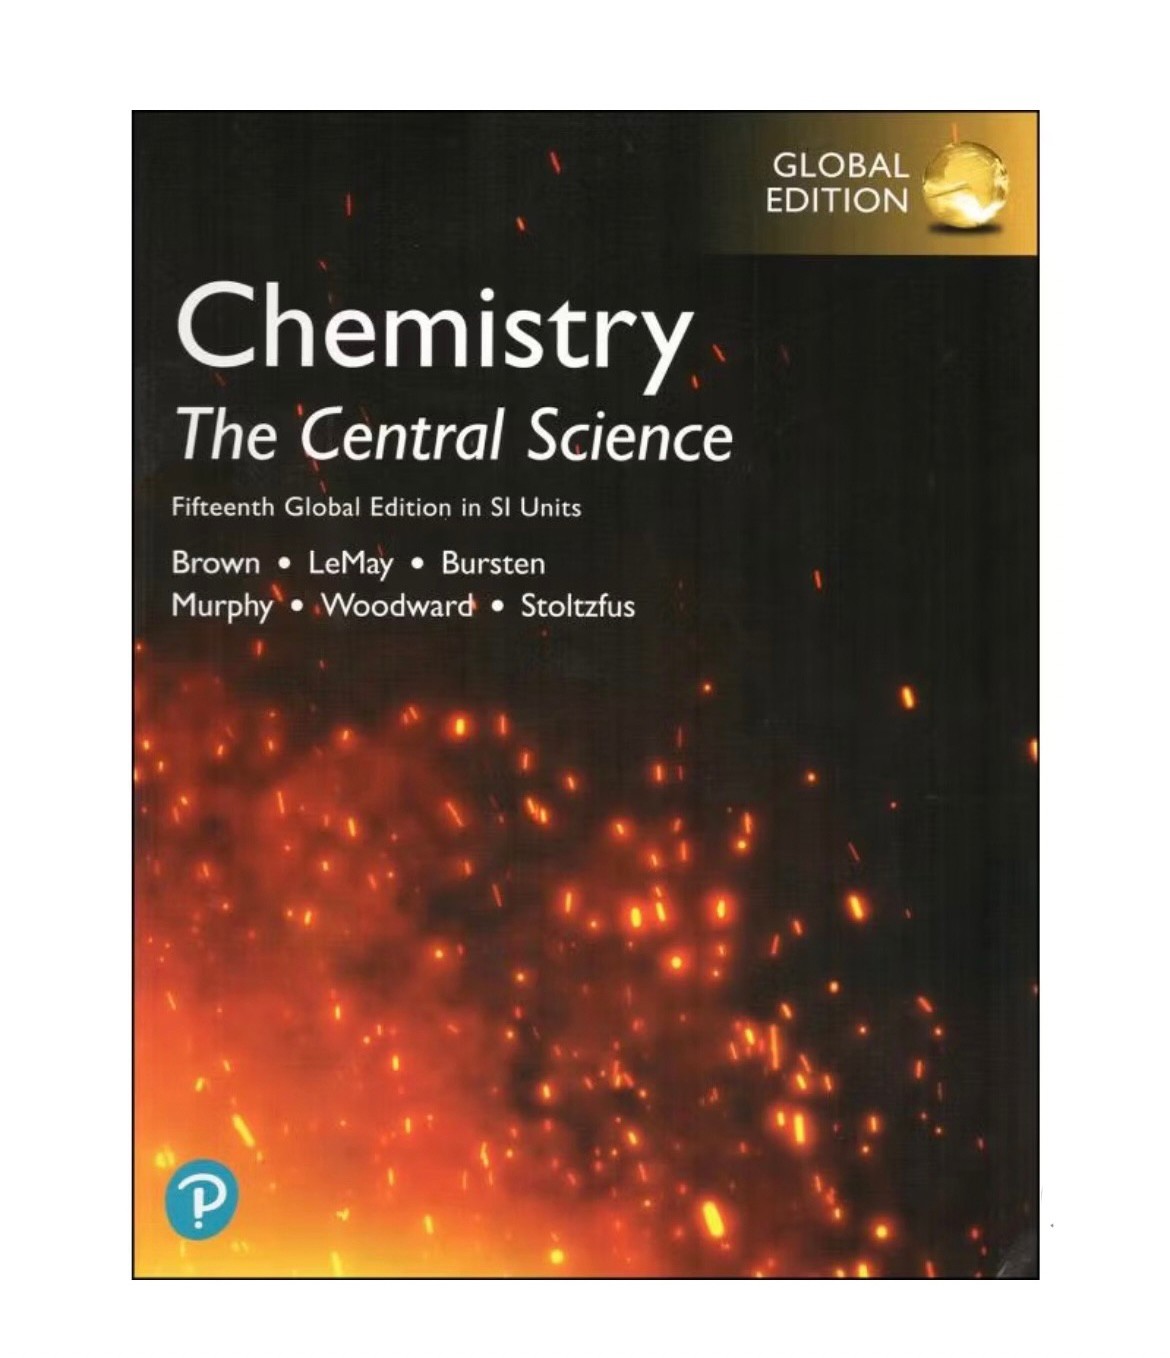 GLOBAL
EDITION
Chemistry
The Central Science
Fifteenth Global Edition in SI Units
Brown • LeMay • Bursten
Murphy • Woodward • Stoltzfus
P